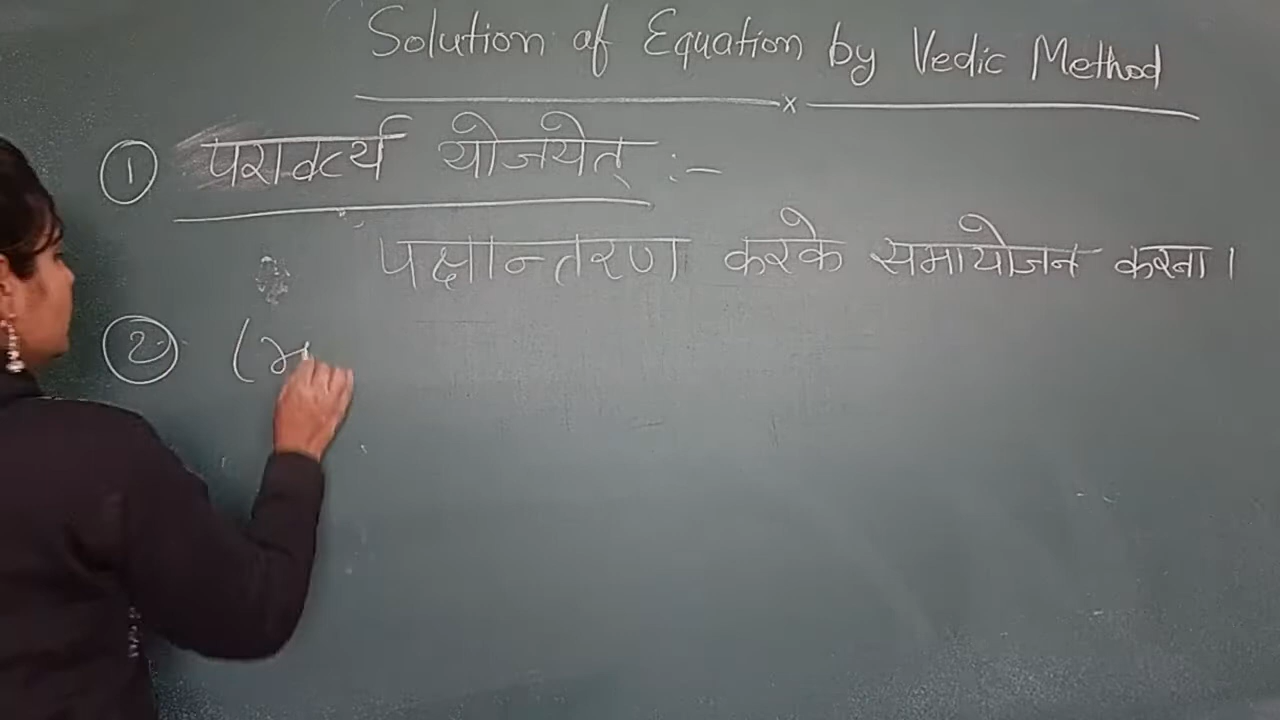 Solution of Equation by Vedic Method
① परावर्त्य योजयेत् :-
पक्षान्तरण करके समायोजन करना।
② (